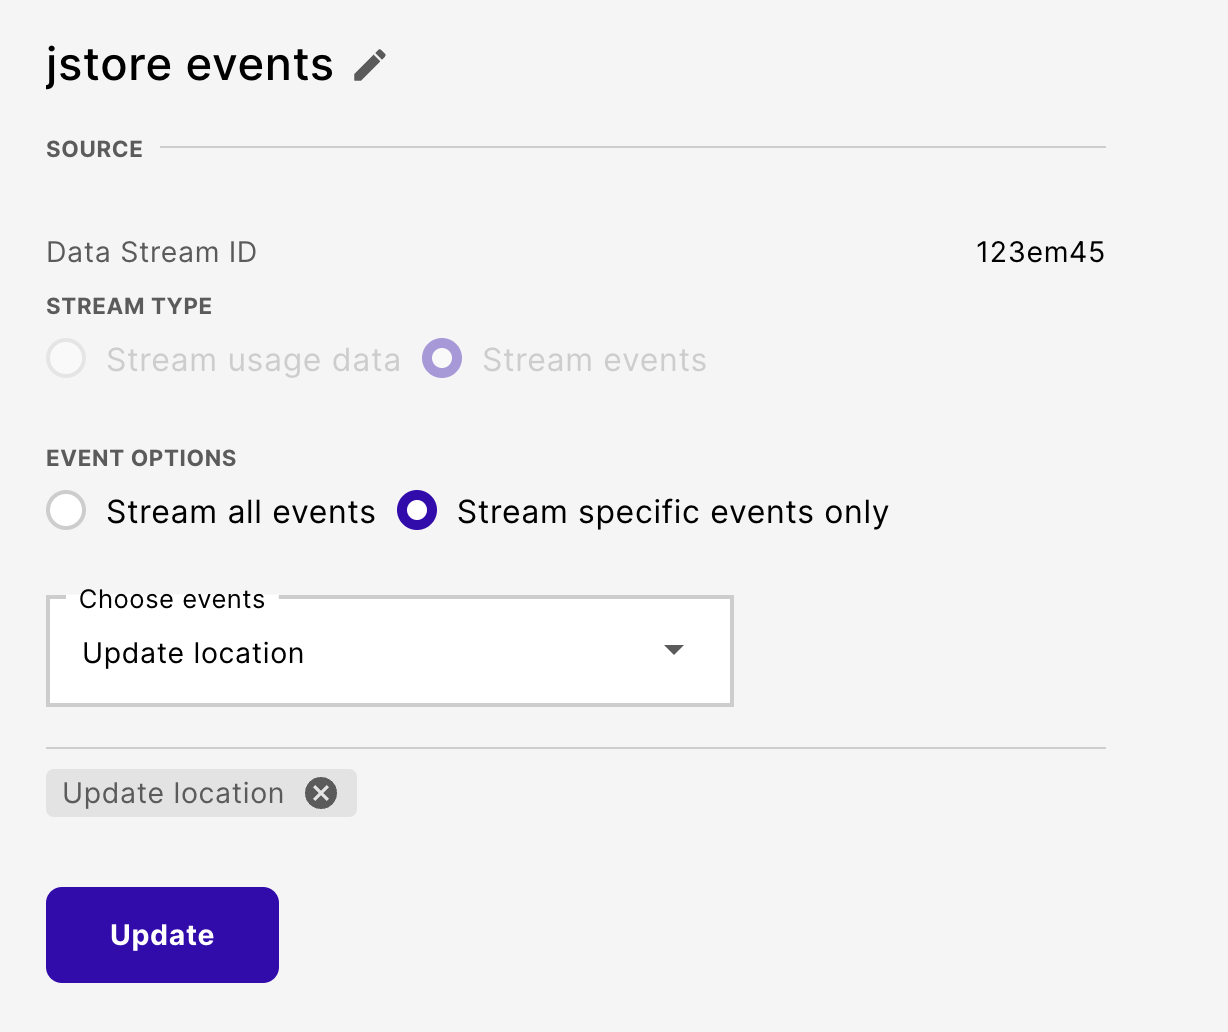 jstore events
SOURCE
Data Stream ID 123em45
STREAM TYPE
Stream usage data Stream events
EVENT OPTIONS
Stream all events Stream specific events only
Choose events
Update location
Update location
Update